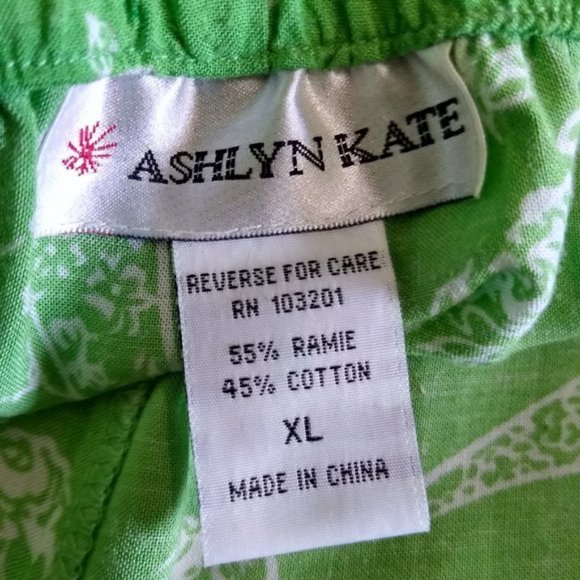 ASHLYN KATE
REVERSE FOR CARE
RN 103201
55% RAMIE
45% COTTON
XL
MADE IN CHINA